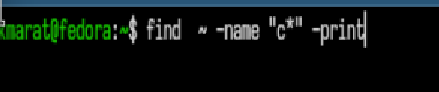 kmarat@fedora:~$ find  ~ -name "c*" -print